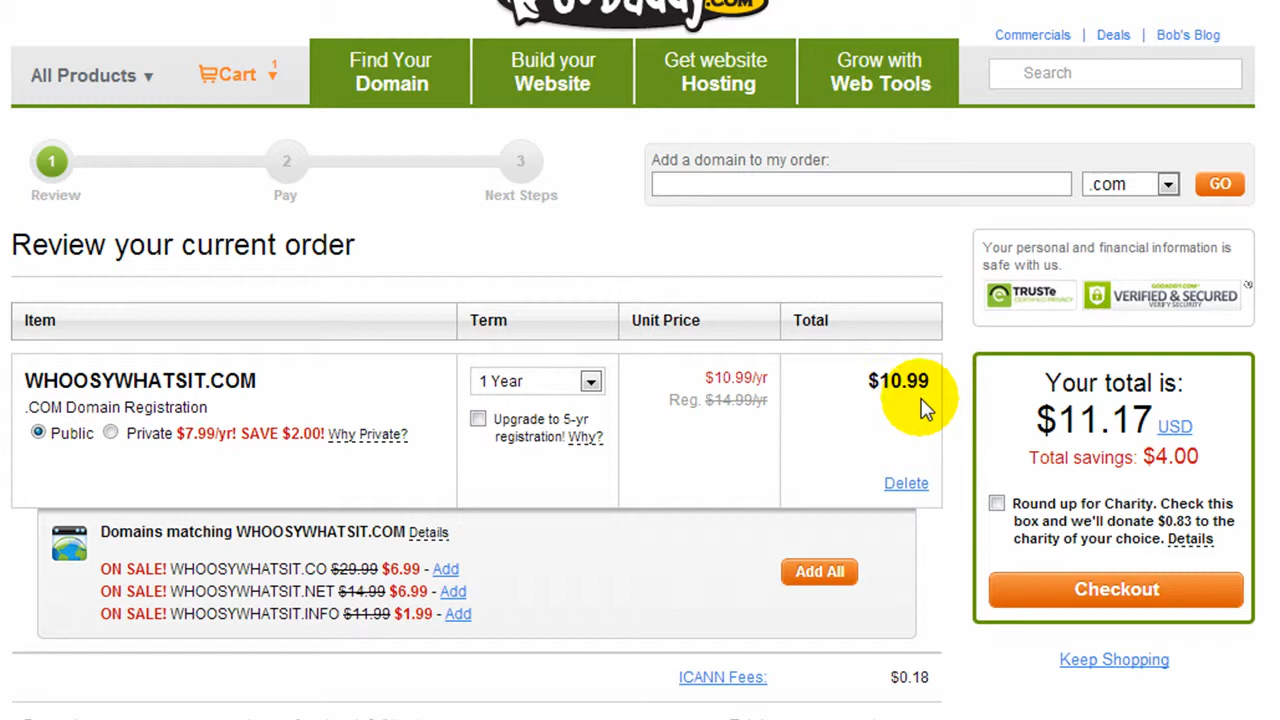 GoDaddy.COM
Commercials | Deals | Bob's Blog
All Products ▼
Cart 1 ▼
Find Your
Domain
Build your
Website
Get website
Hosting
Grow with
Web Tools
Search
1
Review
2
Pay
3
Next Steps
Add a domain to my order:
.com
GO
Review your current order
Your personal and financial information is
safe with us.
TRUSTe
CERTIFIED PRIVACY
GODADDY.COM
VERIFIED & SECURED
VERIFY SECURITY
Item Term Unit Price Total
WHOOSYWHATSIT.COM
.COM Domain Registration
Public Private $7.99/yr! SAVE $2.00! Why Private?
1 Year
Upgrade to 5-yr
registration! Why?
$10.99/yr
Reg. $14.99/yr
$10.99
Delete
Your total is:
$11.17 USD
Total savings: $4.00
Round up for Charity. Check this
box and we'll donate $0.83 to the
charity of your choice. Details
Checkout
Keep Shopping
Domains matching WHOOSYWHATSIT.COM Details
ON SALE! WHOOSYWHATSIT.CO $29.99 $6.99 - Add
ON SALE! WHOOSYWHATSIT.NET $14.99 $6.99 - Add
ON SALE! WHOOSYWHATSIT.INFO $11.99 $1.99 - Add
Add All
ICANN Fees: $0.18